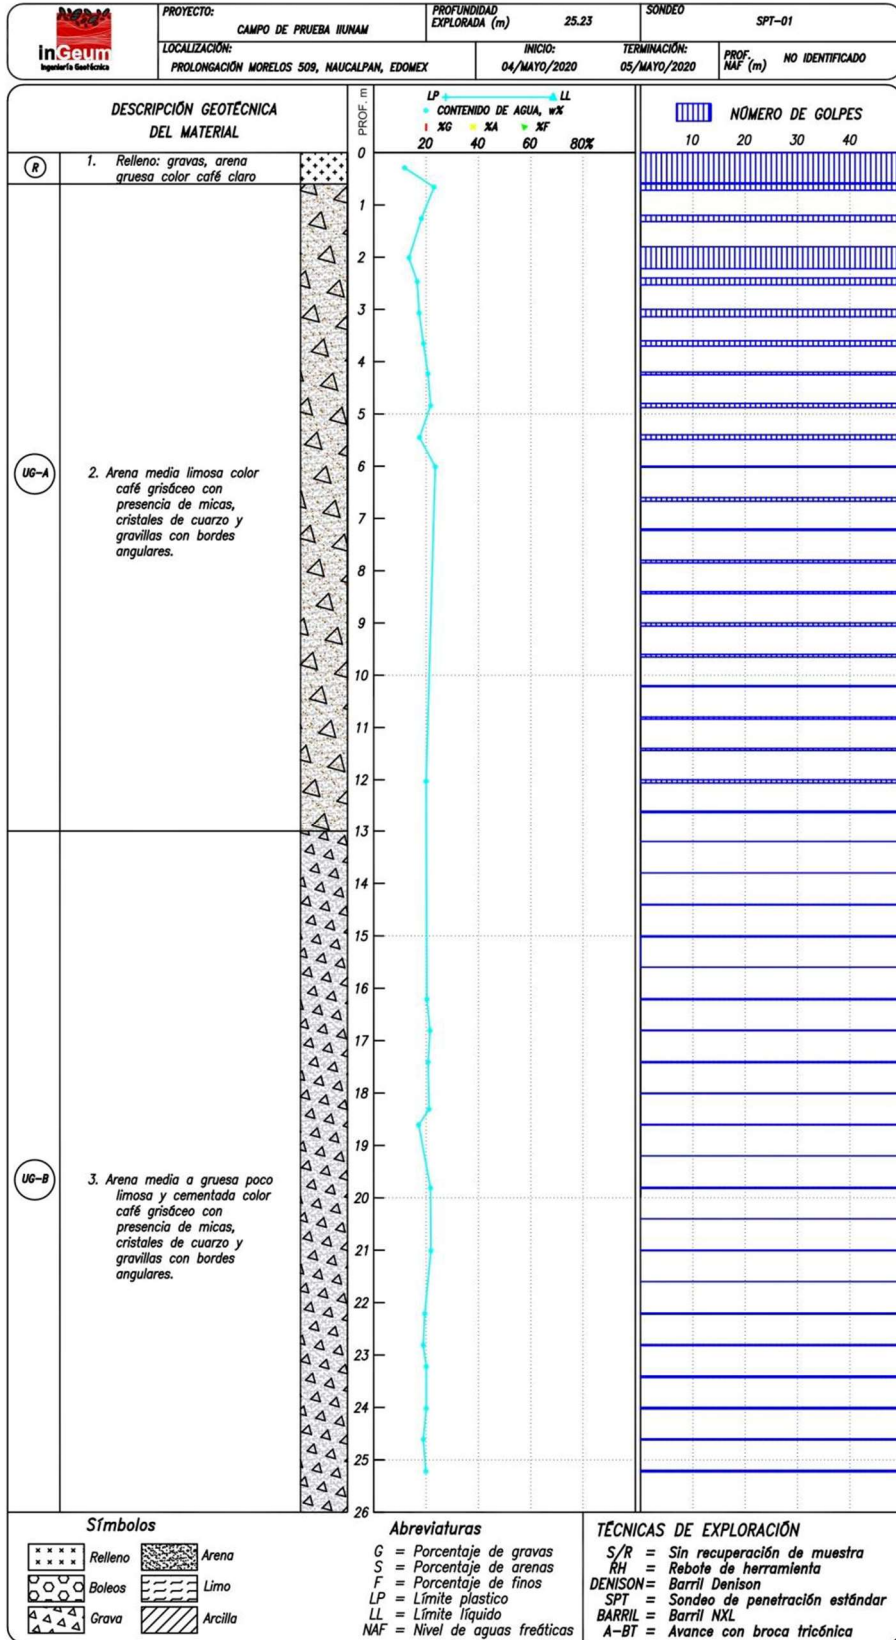 inGeum
Ingeniería Geotécnica
PROYECTO:
CAMPO DE PRUEBA IIUNAM
PROFUNDIDAD
EXPLORADA (m) 25.23
SONDEO
SPT-01
LOCALIZACIÓN:
PROLONGACIÓN MORELOS 509, NAUCALPAN, EDOMEX
INICIO:
04/MAYO/2020
TERMINACIÓN:
05/MAYO/2020
PROF.
NAF (m) NO IDENTIFICADO
DESCRIPCIÓN GEOTÉCNICA
DEL MATERIAL
PROF. m
LP LL
CONTENIDO DE AGUA, w%
%G %A %F
20 40 60 80%
NÚMERO DE GOLPES
10 20 30 40
0
1
2
3
4
5
6
7
8
9
10
11
12
13
14
15
16
17
18
19
20
21
22
23
24
25
26
R
1. Relleno: gravas, arena
gruesa color café claro
UG-A
2. Arena media limosa color
café grisáceo con
presencia de micas,
cristales de cuarzo y
gravillas con bordes
angulares.
UG-B
3. Arena media a gruesa poco
limosa y cementada color
café grisáceo con
presencia de micas,
cristales de cuarzo y
gravillas con bordes
angulares.
Símbolos
Relleno
Arena
Boleos
Limo
Grava
Arcilla
Abreviaturas
G = Porcentaje de gravas
S = Porcentaje de arenas
F = Porcentaje de finos
LP = Límite plastico
LL = Límite líquido
NAF = Nivel de aguas freáticas
TÉCNICAS DE EXPLORACIÓN
S/R = Sin recuperación de muestra
RH = Rebote de herramienta
DENISON= Barril Denison
SPT = Sondeo de penetración estándar
BARRIL = Barril NXL
A-BT = Avance con broca tricónica